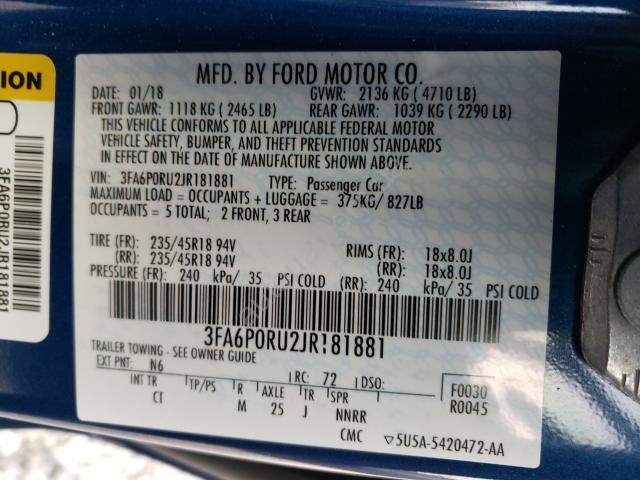 ION
3FA6P0RU2JR181881
MFD. BY FORD MOTOR CO.
DATE: 01/18 GVWR: 2136 KG ( 4710 LB)
FRONT GAWR: 1118 KG ( 2465 LB) REAR GAWR: 1039 KG ( 2290 LB)
THIS VEHICLE CONFORMS TO ALL APPLICABLE FEDERAL MOTOR
VEHICLE SAFETY, BUMPER, AND THEFT PREVENTION STANDARDS
IN EFFECT ON THE DATE OF MANUFACTURE SHOWN ABOVE.
VIN: 3FA6P0RU2JR181881 TYPE: Passenger Car
MAXIMUM LOAD = OCCUPANTS + LUGGAGE = 375KG/ 827LB
OCCUPANTS = 5 TOTAL; 2 FRONT, 3 REAR
TIRE (FR): 235/45R18 94V RIMS (FR): 18x8.0J
(RR): 235/45R18 94V (RR): 18x8.0J
PRESSURE (FR): 240 kPa/ 35 PSI COLD (RR): 240 kPa/ 35 PSI COLD
3FA6P0RU2JR181881
TRAILER TOWING - SEE OWNER GUIDE
EXT PNT: N6 RC: 72 DSO:
INT TR TP/PS R AXLE TR SPR F0030
CT M 25 J NNRR R0045
CMC ▽5U5A-5420472-AA